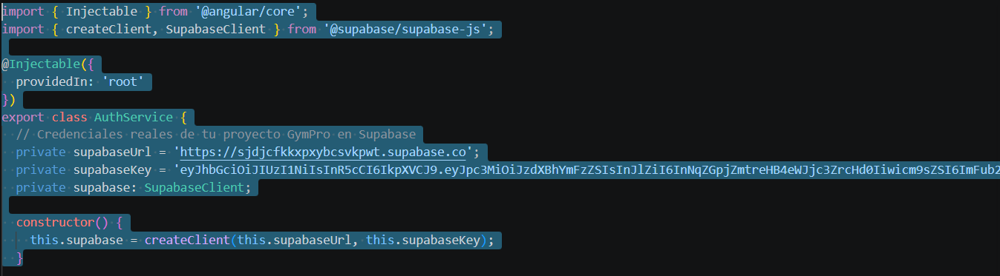 import { Injectable } from '@angular/core';
import { createClient, SupabaseClient } from '@supabase/supabase-js';
@Injectable({
providedIn: 'root'
})
export class AuthService {
// Credenciales reales de tu proyecto GymPro en Supabase
private supabaseUrl = 'https://sjdjcfkkxpxybcsvkpwt.supabase.co';
private supabaseKey = 'eyJhbGciOiJIUzI1NiIsInR5cCI6IkpXVCJ9.eyJpc3MiOiJzdXBhYmFzZSIsInJlZiI6InNqZGpjZmtreHB4eWJjc3ZrcHd0Iiwicm9sZSI6ImFub2
private supabase: SupabaseClient;
constructor() {
this.supabase = createClient(this.supabaseUrl, this.supabaseKey);
}